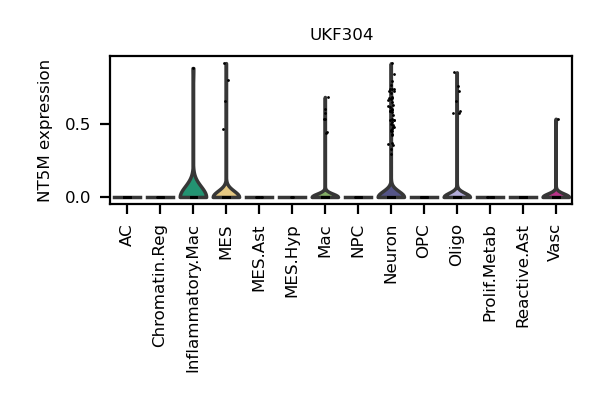 UKF304
NT5M expression
0.5
0.0
AC
Chromatin.Reg
Inflammatory.Mac
MES
MES.Ast
MES.Hyp
Mac
NPC
Neuron
OPC
Oligo
Prolif.Metab
Reactive.Ast
Vasc